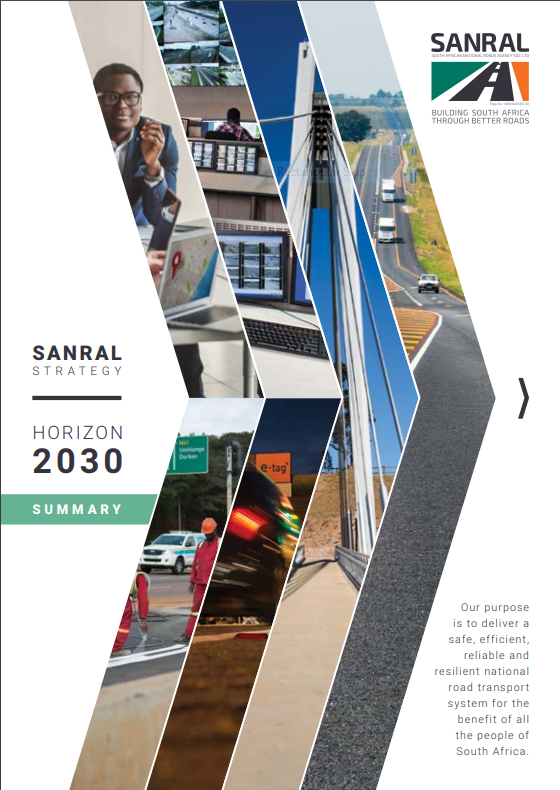 SANRAL
SOUTH AFRICAN NATIONAL ROADS AGENCY SOC LTD
BUILDING SOUTH AFRICA
THROUGH BETTER ROADS
SANRAL
STRATEGY
HORIZON
2030
SUMMARY
Umhlanga
Durban
e-tag
Our purpose
is to deliver a
safe, efficient,
reliable and
resilient national
road transport
system for the
benefit of all
the people of
South Africa.